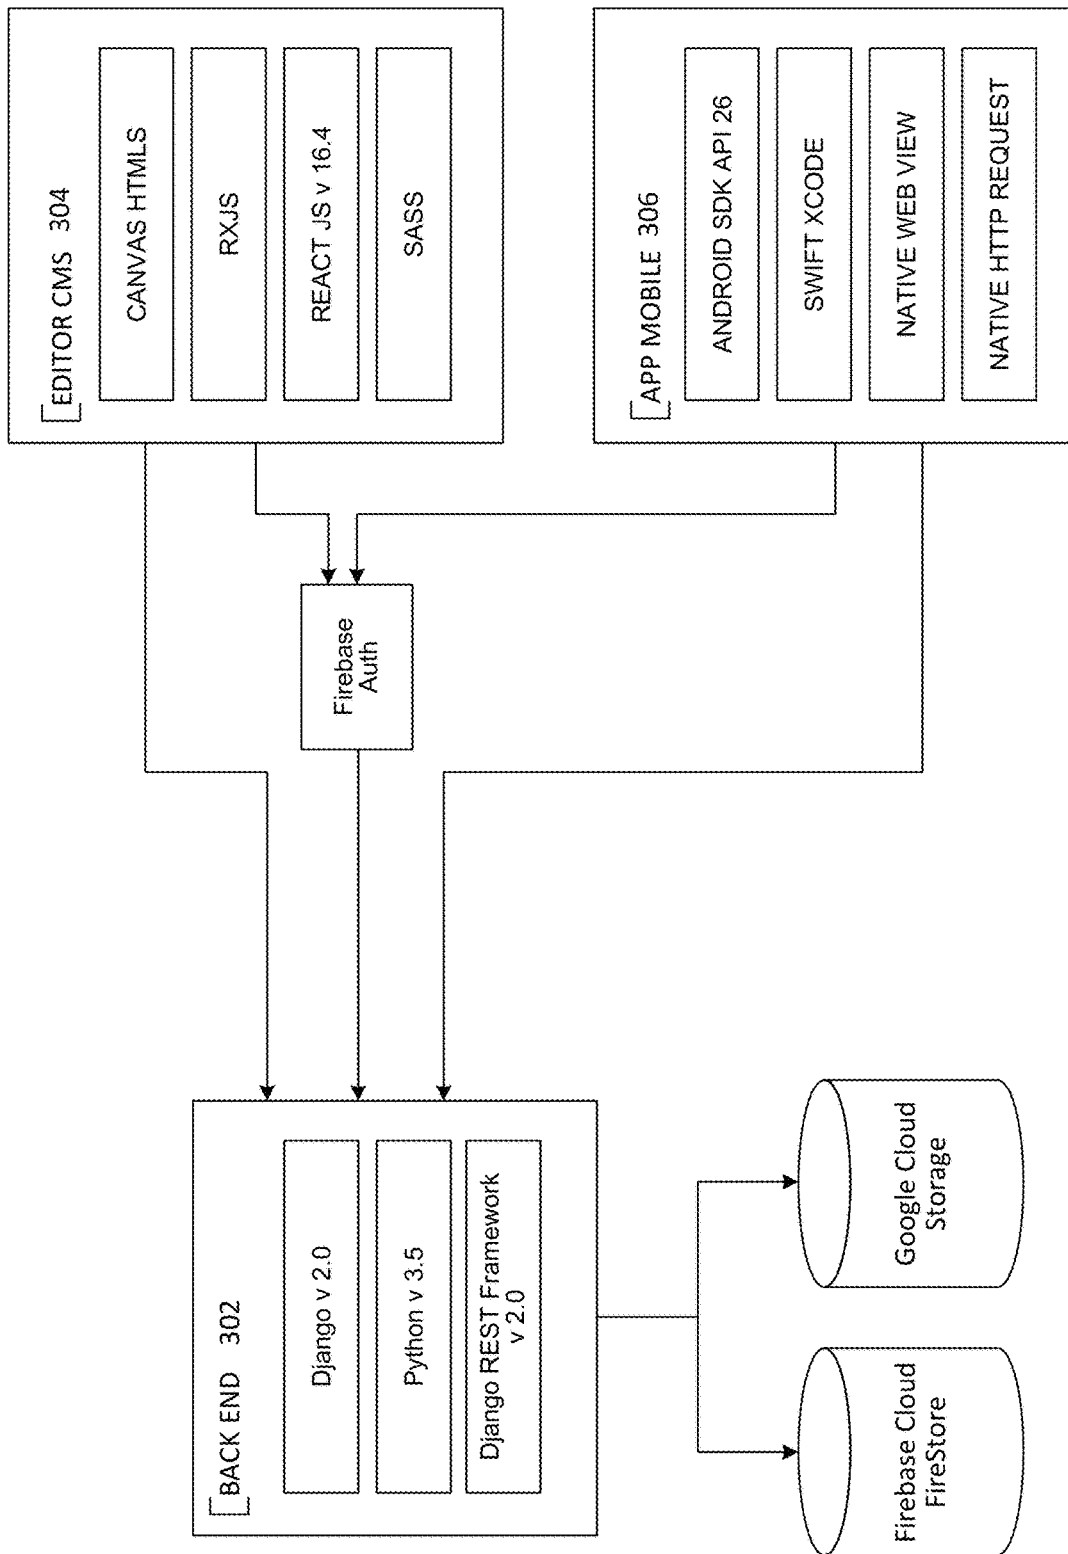 BACK END 302
Django v 2.0
Python v 3.5
Django REST Framework
v 2.0
Firebase Cloud
FireStore
Google Cloud
Storage
Firebase
Auth
EDITOR CMS 304
CANVAS HTMLS
RXJS
REACT JS v 16.4
SASS
APP MOBILE 306
ANDROID SDK API 26
SWIFT XCODE
NATIVE WEB VIEW
NATIVE HTTP REQUEST